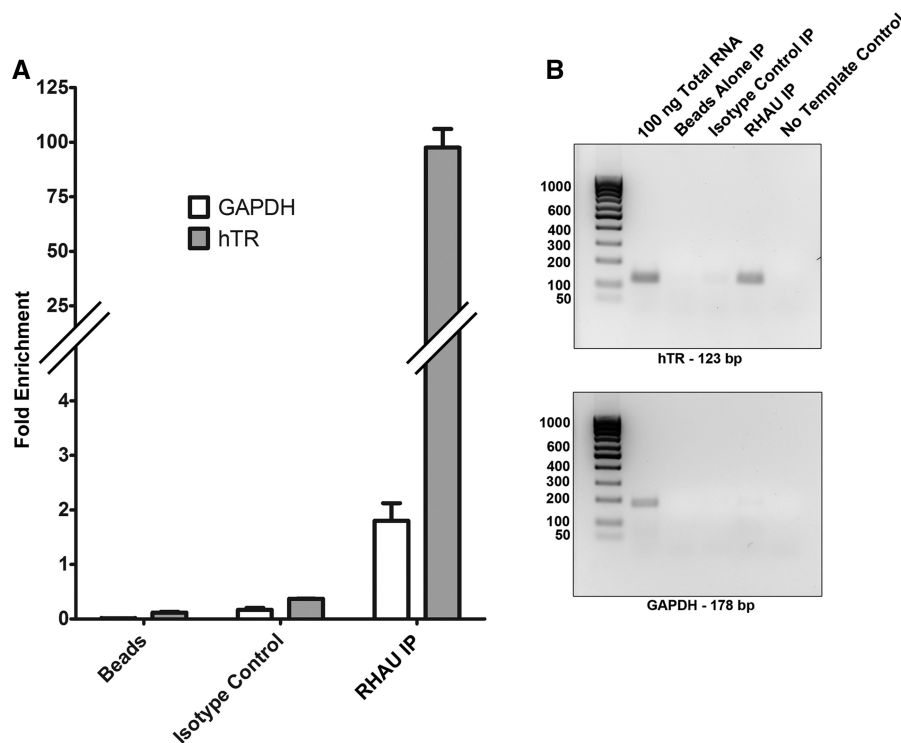 A
Fold Enrichment
125
100
75
50
25
4
3
2
1
0
GAPDH
hTR
Beads
Isotype Control
RHAU IP
B
100 ng Total RNA
Beads Alone IP
Isotype Control IP
RHAU IP
No Template Control
1000
600
400
300
200
100
50
hTR - 123 bp
1000
600
400
300
200
100
50
GAPDH - 178 bp